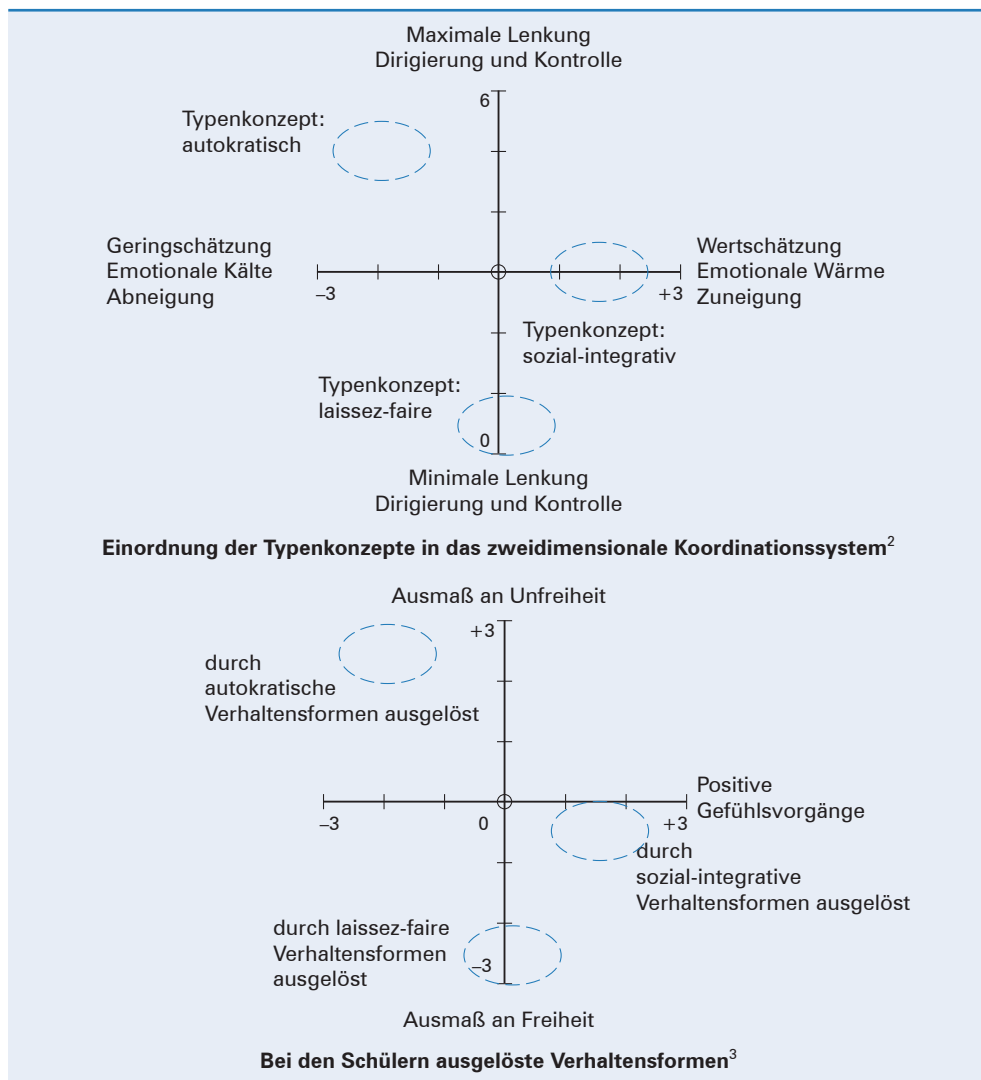 Maximale Lenkung
Dirigierung und Kontrolle
6
Typenkonzept:
autokratisch
Geringschätzung
Emotionale Kälte
Abneigung
–3
Wertschätzung
Emotionale Wärme
Zuneigung
+3
Typenkonzept:
sozial-integrativ
Typenkonzept:
laissez-faire
0
Minimale Lenkung
Dirigierung und Kontrolle
Einordnung der Typenkonzepte in das zweidimensionale Koordinationssystem²
Ausmaß an Unfreiheit
+3
durch
autokratische
Verhaltensformen ausgelöst
Positive
Gefühlsvorgänge
–3
0
+3
durch
sozial-integrative
Verhaltensformen ausgelöst
durch laissez-faire
Verhaltensformen
ausgelöst
–3
Ausmaß an Freiheit
Bei den Schülern ausgelöste Verhaltensformen³